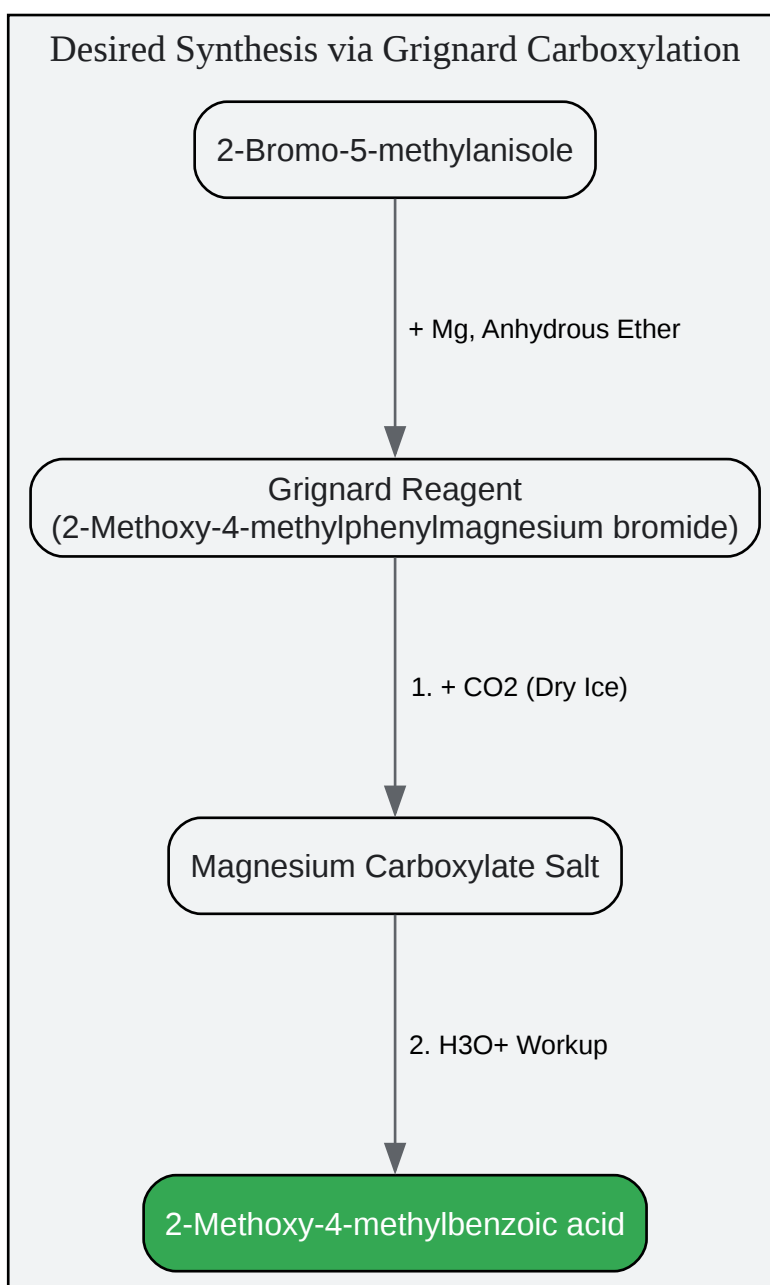 Desired Synthesis via Grignard Carboxylation
2-Bromo-5-methylanisole
+ Mg, Anhydrous Ether
Grignard Reagent
(2-Methoxy-4-methylphenylmagnesium bromide)
1. + CO2 (Dry Ice)
Magnesium Carboxylate Salt
2. H3O+ Workup
2-Methoxy-4-methylbenzoic acid